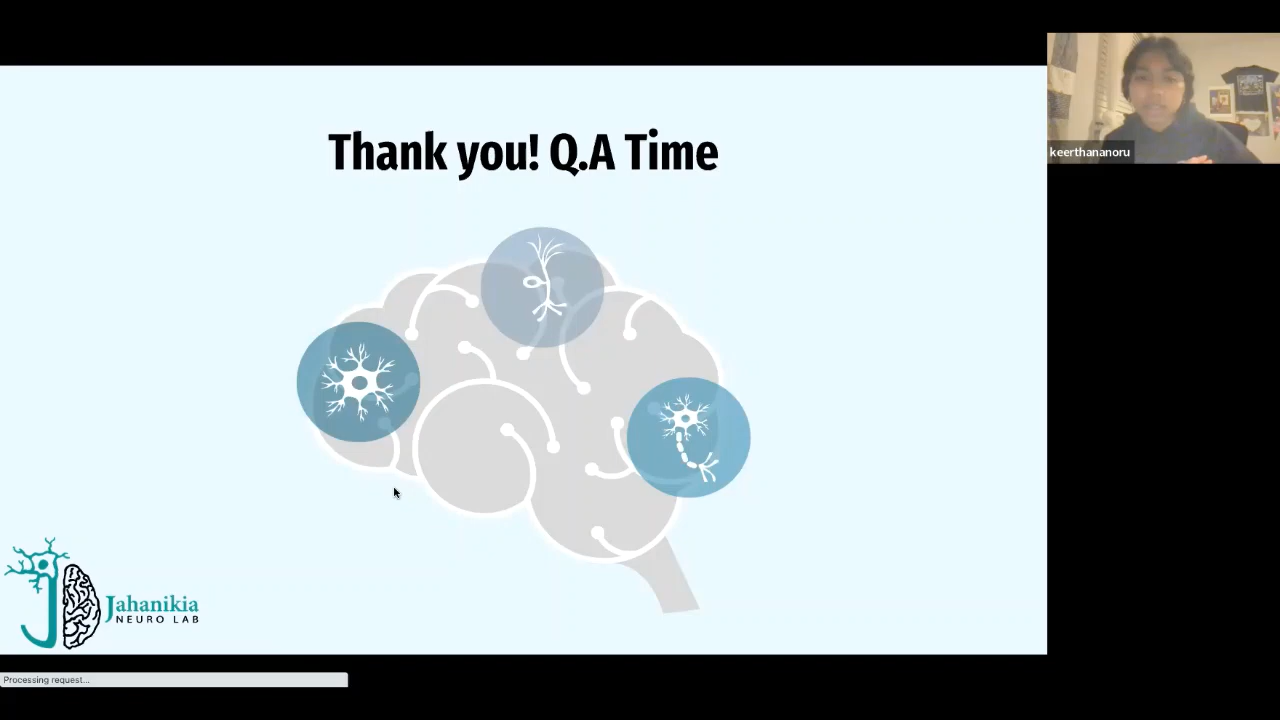 Thank you! Q.A Time
keerthananoru
Jahanikia
NEURO LAB
Processing request...